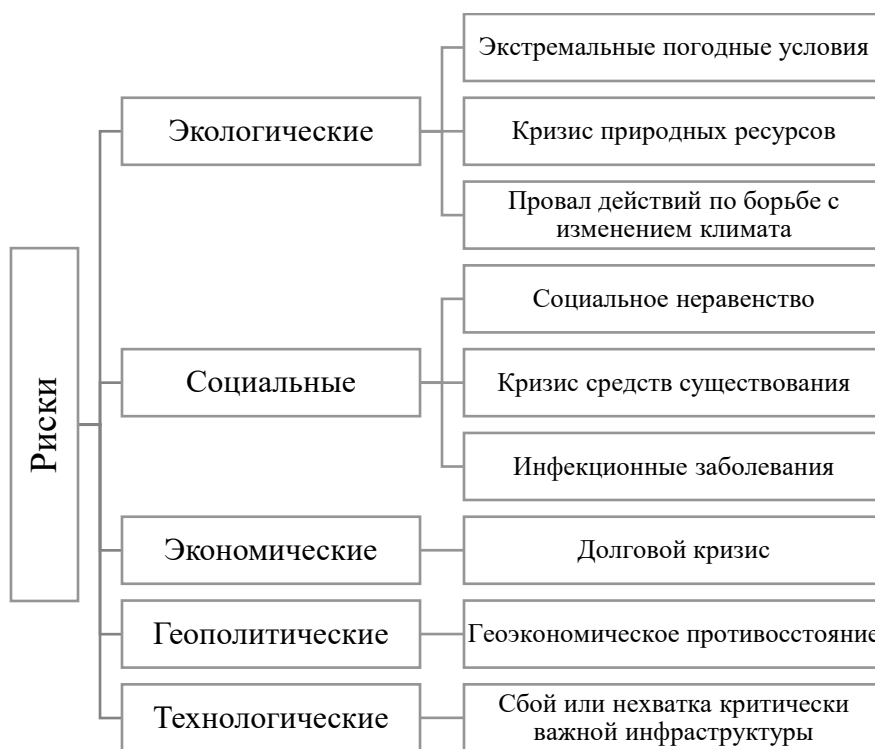 Риски
Экологические
Экстремальные погодные условия
Кризис природных ресурсов
Провал действий по борьбе с
изменением климата
Социальные
Социальное неравенство
Кризис средств существования
Инфекционные заболевания
Экономические
Долговой кризис
Геополитические
Геоэкономическое противосстояние
Технологические
Сбой или нехватка критически
важной инфраструктуры